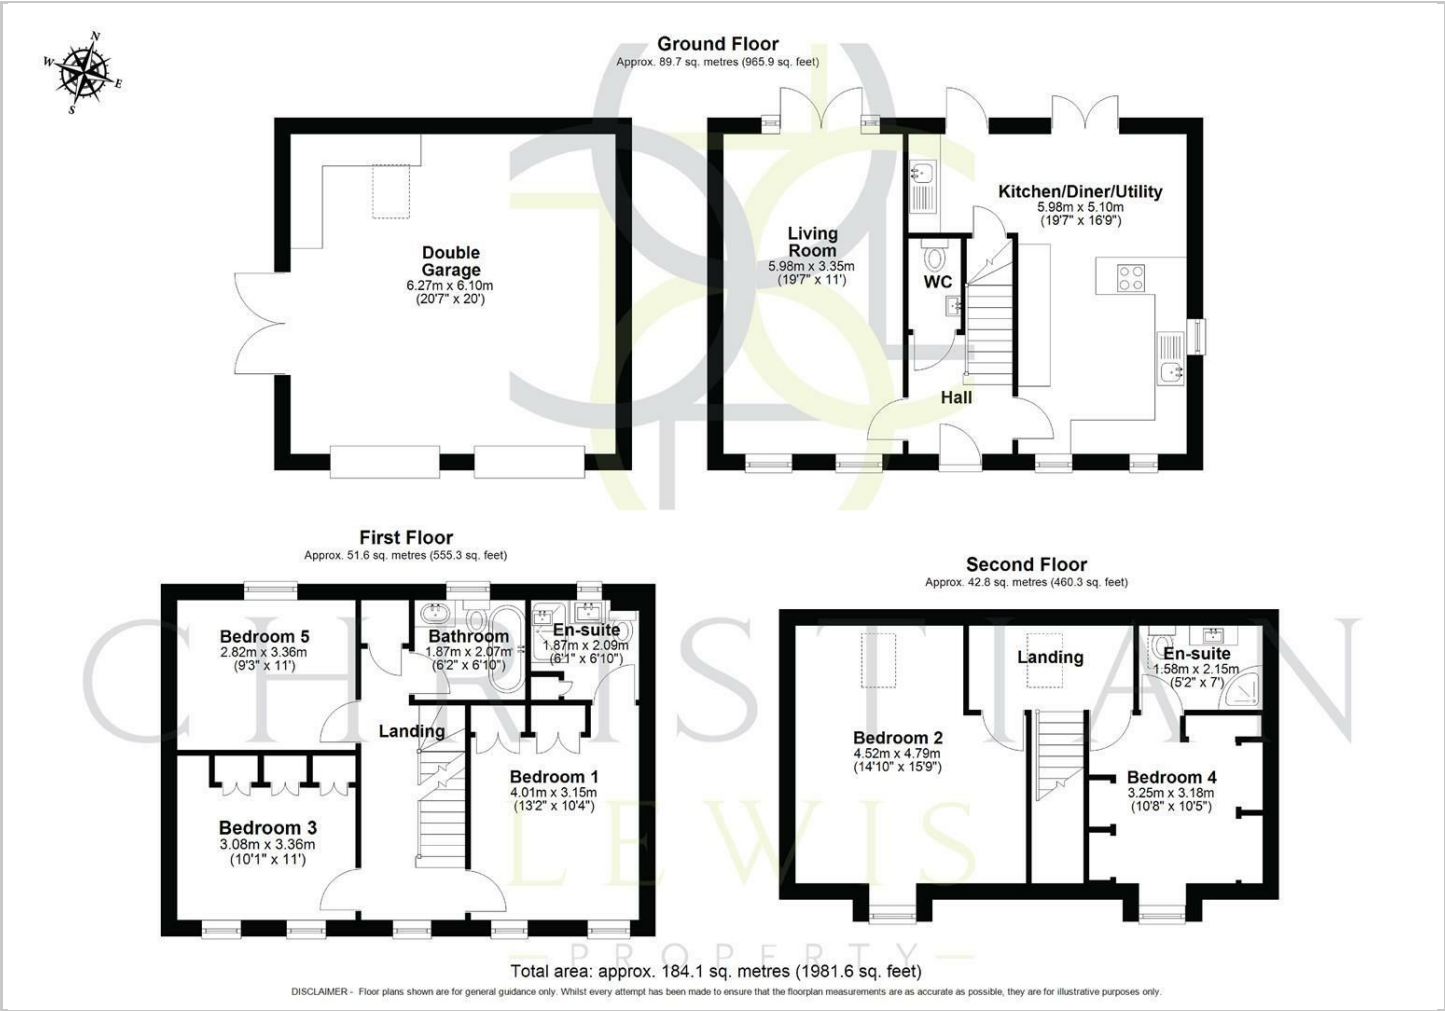 N
W
E
S
Ground Floor
Approx. 89.7 sq. metres (965.9 sq. feet)
Double
Garage
6.27m x 6.10m
(20'7" x 20')
Living
Room
5.98m x 3.35m
(19'7" x 11')
Kitchen/Diner/Utility
5.98m x 5.10m
(19'7" x 16'9")
WC
Hall
First Floor
Approx. 51.6 sq. metres (555.3 sq. feet)
Bedroom 5
2.82m x 3.36m
(9'3" x 11')
Bathroom
1.87m x 2.07m
(6'2" x 6'10")
En-suite
1.87m x 2.09m
(6'1" x 6'10")
Landing
Bedroom 3
3.08m x 3.36m
(10'1" x 11')
Bedroom 1
4.01m x 3.15m
(13'2" x 10'4")
Second Floor
Approx. 42.8 sq. metres (460.3 sq. feet)
Landing
En-suite
1.58m x 2.15m
(5'2" x 7')
Bedroom 2
4.52m x 4.79m
(14'10" x 15'9")
Bedroom 4
3.25m x 3.18m
(10'8" x 10'5")
CHRISTIAN
LEWIS
PROPERTY
Total area: approx. 184.1 sq. metres (1981.6 sq. feet)
DISCLAIMER - Floor plans shown are for general guidance only. Whilst every attempt has been made to ensure that the floorplan measurements are as accurate as possible, they are for illustrative purposes only.